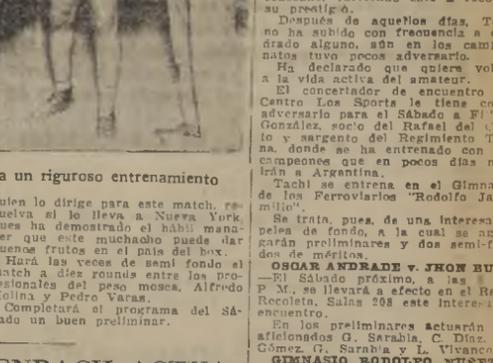 a un riguroso entrenamiento
uien lo dirige para este match, re-
uelva si lo lleva a Nueva York,
ues ha demostrado el hábil mana-
er que este muchacho puede dar
uenos frutos en el país del box.
Hará las veces de semi fondo el
match a diez rounds entre los pro-
esionales del peso mosca, Alfredo
olina y Pedro Varas.
Completará el programa del Sá-
ado un buen preliminar.
su prestigio.
Después de aquellos días, T
no ha subido con frecuencia a
drado alguno, aún en los cam
natos tuvo pocos adversario.
Ha declarado que quiere vol
a la vida activa del amateur.
El concertador de encuentro
Centro Los Sports le tiene co
adversario para el Sábado a
González, socio del Rafael del
to y sargento del Regimiento T
na, donde se ha entrenado con
campeones que en pocos días
irán a Argentina.
Tachi se entrena en el Gimna
de los Ferroviarios "Rodolfo Ja
millo".
Se trata, pues, de una interesa
pelea de fondo, a la cual se
garán preliminares y dos semi-f
dos de méritos.
OSCAR ANDRADE v. JHON BU
—El Sábado próximo, a las
P M., se llevará a efecto en el Re
Recoleta, Salas 208 este intere
encuentro.
En los preliminares actuarán
aficionados G. Sarabia, C. Díaz.
Gómez, G. Sarabia y L. Vivanco
GIMNASIO RODOLFO